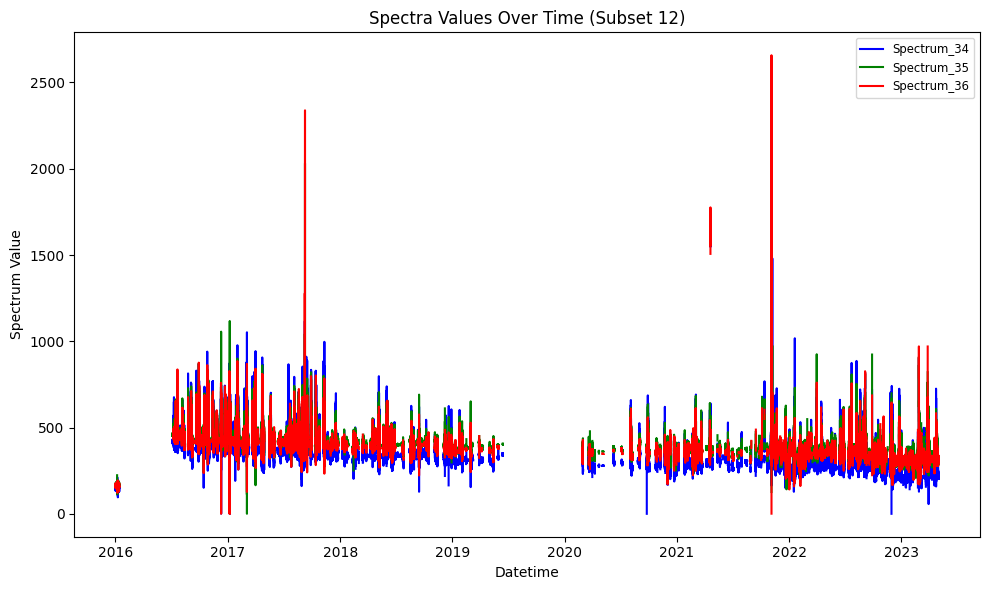 Spectra Values Over Time (Subset 12)
Spectrum_34
Spectrum_35
Spectrum_36
Spectrum Value
2500
2000
1500
1000
500
0
2016 2017 2018 2019 2020 2021 2022 2023
Datetime